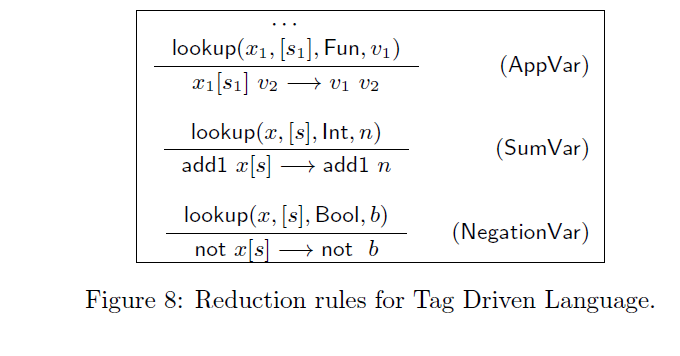 ...
lookup(x₁, [s₁], Fun, v₁)
x₁[s₁] v₂ ⟶ v₁ v₂ (AppVar)
lookup(x, [s], Int, n)
add1 x[s] ⟶ add1 n (SumVar)
lookup(x, [s], Bool, b)
not x[s] ⟶ not b (NegationVar)
Figure 8: Reduction rules for Tag Driven Language.